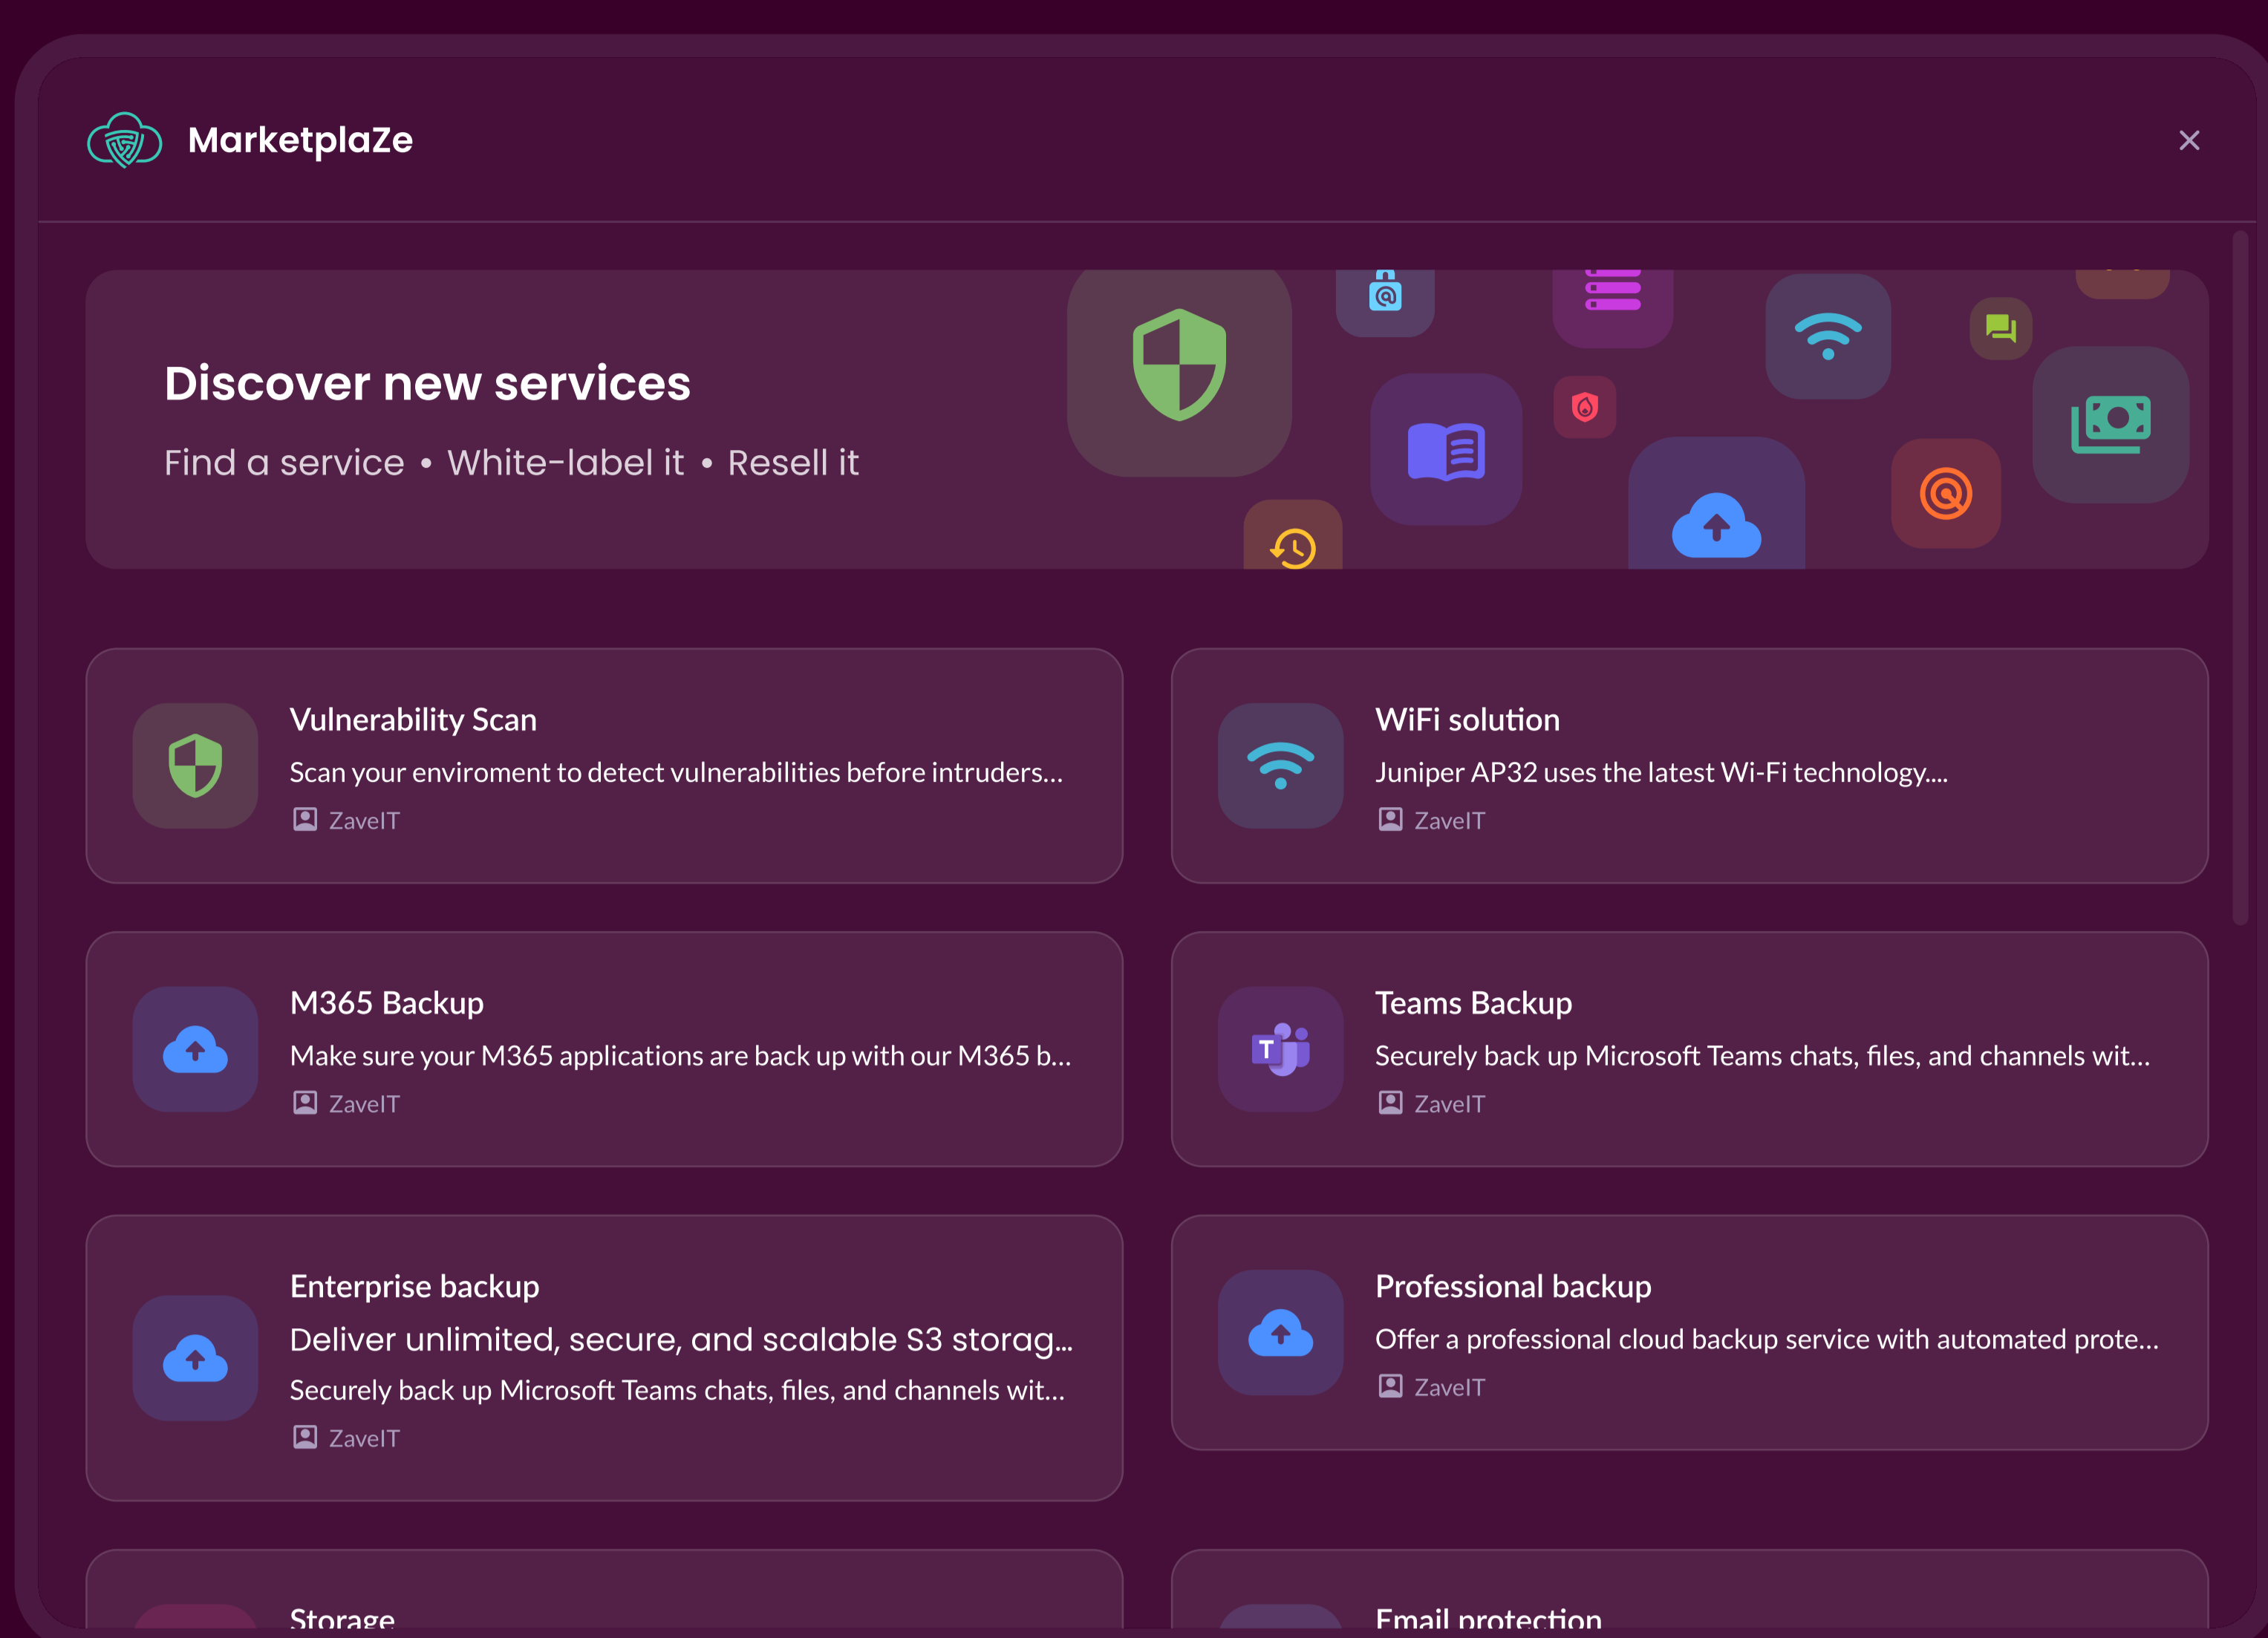 MarketplaZe
Discover new services
Find a service • White-label it • Resell it
Vulnerability Scan
Scan your enviroment to detect vulnerabilities before intruders...
ZaveIT
WiFi solution
Juniper AP32 uses the latest Wi-Fi technology....
ZaveIT
M365 Backup
Make sure your M365 applications are back up with our M365 b...
ZaveIT
Teams Backup
Securely back up Microsoft Teams chats, files, and channels wit...
ZaveIT
Enterprise backup
Deliver unlimited, secure, and scalable S3 storag...
Securely back up Microsoft Teams chats, files, and channels wit...
ZaveIT
Professional backup
Offer a professional cloud backup service with automated prote...
ZaveIT
Storage
Email protection